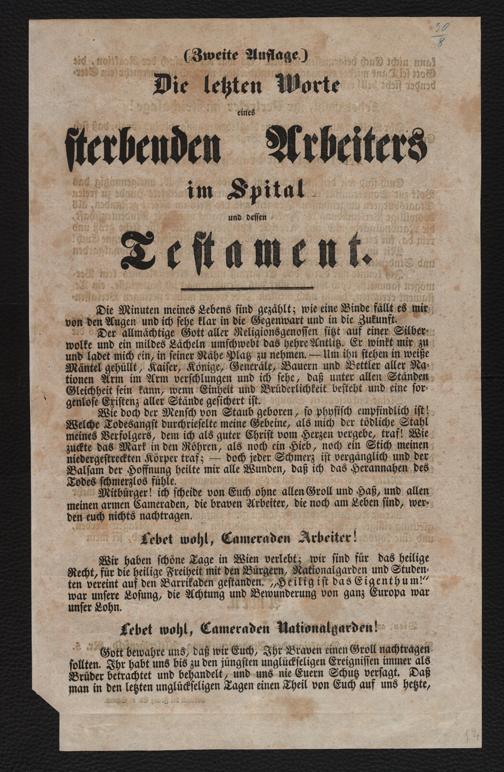 30
8
(Zweite Auflage.)
Die letzten Worte
eines
sterbenden Arbeiters
im Spital
und dessen
Testament.
Die Minuten meines Lebens sind gezählt; wie eine Binde fällt es mir
von den Augen und ich sehe klar in die Gegenwart und in die Zukunft.
Der allmächtige Gott aller Religionsgenossen sitzt auf einer Silber-
wolke und ein mildes Lächeln umschwebt das hehre Antlitz. Er winkt mir zu
und ladet mich ein, in seiner Nähe Platz zu nehmen. — Um ihn stehen in weiße
Mäntel gehüllt, Kaiser, Könige, Generäle, Bauern und Bettler aller Na-
tionen Arm im Arm verschlungen und ich sehe, daß unter allen Ständen
Gleichheit sein kann, wenn Einheit und Brüderlichkeit besteht und eine sor-
genlose Existenz aller Stände gesichert ist.
Wie doch der Mensch von Staub geboren, so physisch empfindlich ist!
Welche Todesangst durchrieselte meine Gebeine, als mich der tödliche Stahl
meines Verfolgers, dem ich als guter Christ vom Herzen vergebe, traf! Wie
zuckte das Mark in den Röhren, als noch ein Hieb, noch ein Stich meinen
niedergestreckten Körper traf; — doch jeder Schmerz ist vergänglich und der
Balsam der Hoffnung heilte mir alle Wunden, daß ich das Herannahen des
Todes schmerzlos fühle.
Mitbürger! ich scheide von Euch ohne allen Groll und Haß, und allen
meinen armen Cameraden, die braven Arbeiter, die noch am Leben sind, wer-
den euch nichts nachtragen.
Lebet wohl, Cameraden Arbeiter!
Wir haben schöne Tage in Wien verlebt; wir sind für das heilige
Recht, für die heilige Freiheit mit den Bürgern, Nationalgarden und Studen-
ten vereint auf den Barrikaden gestanden. „Heilig ist das Eigenthum!“
war unsere Losung, die Achtung und Bewunderung von ganz Europa war
unser Lohn.
Lebet wohl, Cameraden Nationalgarden!
Gott bewahre uns, daß wir Euch, Ihr Braven einen Groll nachtragen
sollten. Ihr habt uns bis zu den jüngsten unglückseligen Ereignissen immer als
Brüder betrachtet und behandelt, und uns nie Euern Schutz versagt. Daß
man in den letzten unglückseligen Tagen einen Theil von Euch auf uns hetzte,